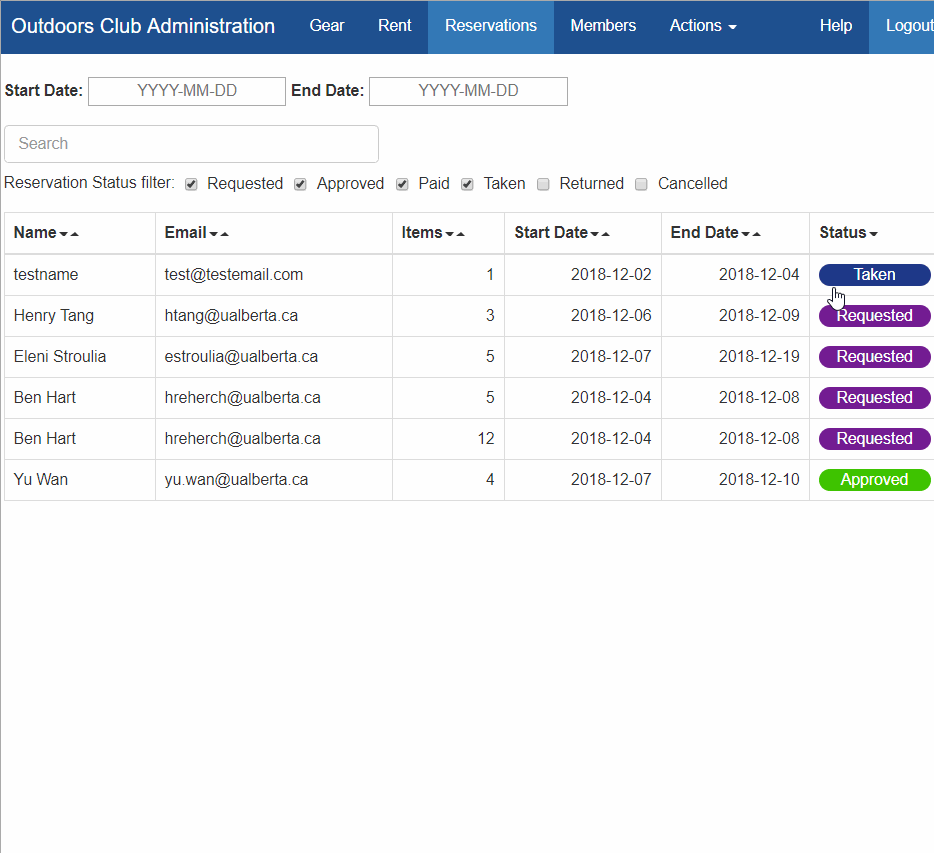 Outdoors Club Administration Gear Rent Reservations Members Actions Help Logout
Start Date: YYYY-MM-DD End Date: YYYY-MM-DD
Search
Reservation Status filter: Requested Approved Paid Taken Returned Cancelled
Name Email Items Start Date End Date Status
testname test@testemail.com 1 2018-12-02 2018-12-04 Taken
Henry Tang htang@ualberta.ca 3 2018-12-06 2018-12-09 Requested
Eleni Stroulia estroulia@ualberta.ca 5 2018-12-07 2018-12-19 Requested
Ben Hart hreherch@ualberta.ca 5 2018-12-04 2018-12-08 Requested
Ben Hart hreherch@ualberta.ca 12 2018-12-04 2018-12-08 Requested
Yu Wan yu.wan@ualberta.ca 4 2018-12-07 2018-12-10 Approved